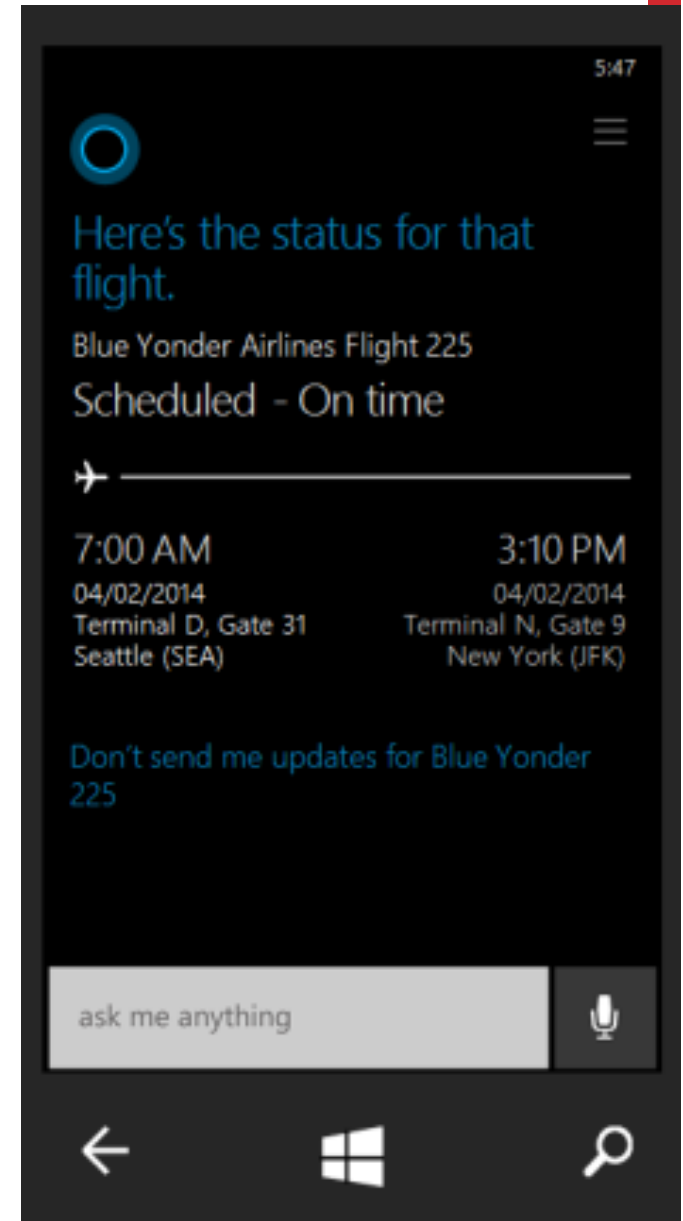 5:47
Here's the status for that
flight.
Blue Yonder Airlines Flight 225
Scheduled - On time
7:00 AM
04/02/2014
Terminal D, Gate 31
Seattle (SEA)
3:10 PM
04/02/2014
Terminal N, Gate 9
New York (JFK)
Don't send me updates for Blue Yonder
225
ask me anything